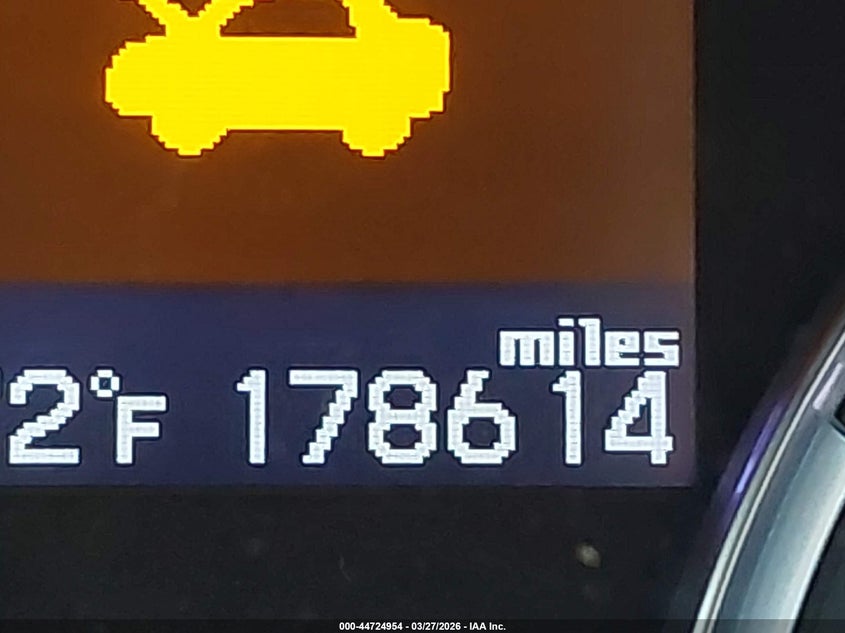 miles
2°F 178614
000-44724954 - 03/27/2026 - IAA Inc.